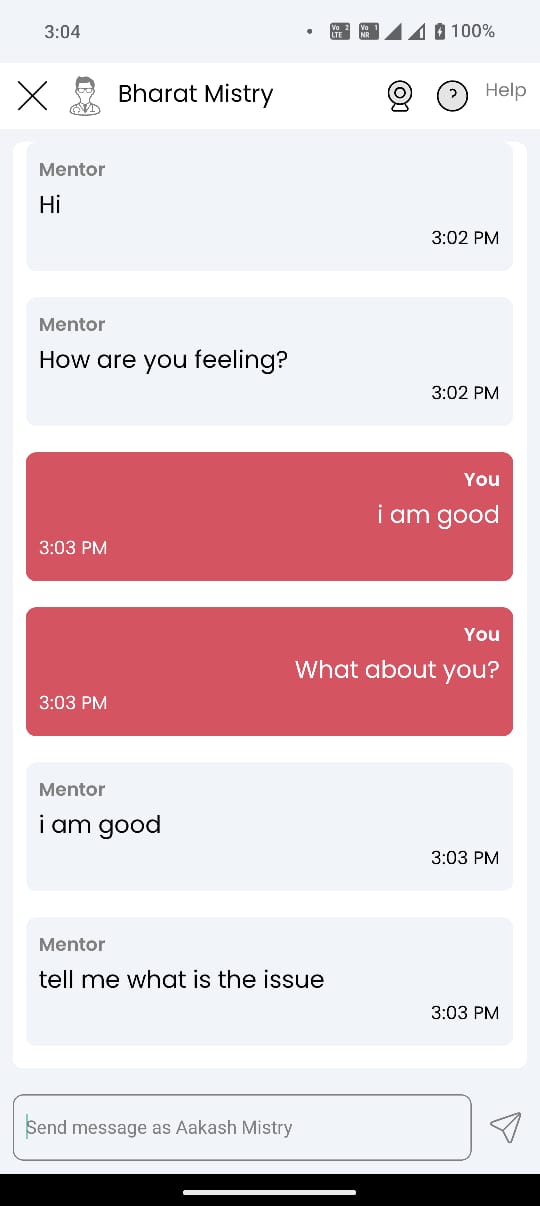 3:04
Vo 2
LTE
Vo 1
NR
100%
Bharat Mistry
?
Help
Mentor
Hi
3:02 PM
Mentor
How are you feeling?
3:02 PM
You
i am good
3:03 PM
You
What about you?
3:03 PM
Mentor
i am good
3:03 PM
Mentor
tell me what is the issue
3:03 PM
Send message as Aakash Mistry